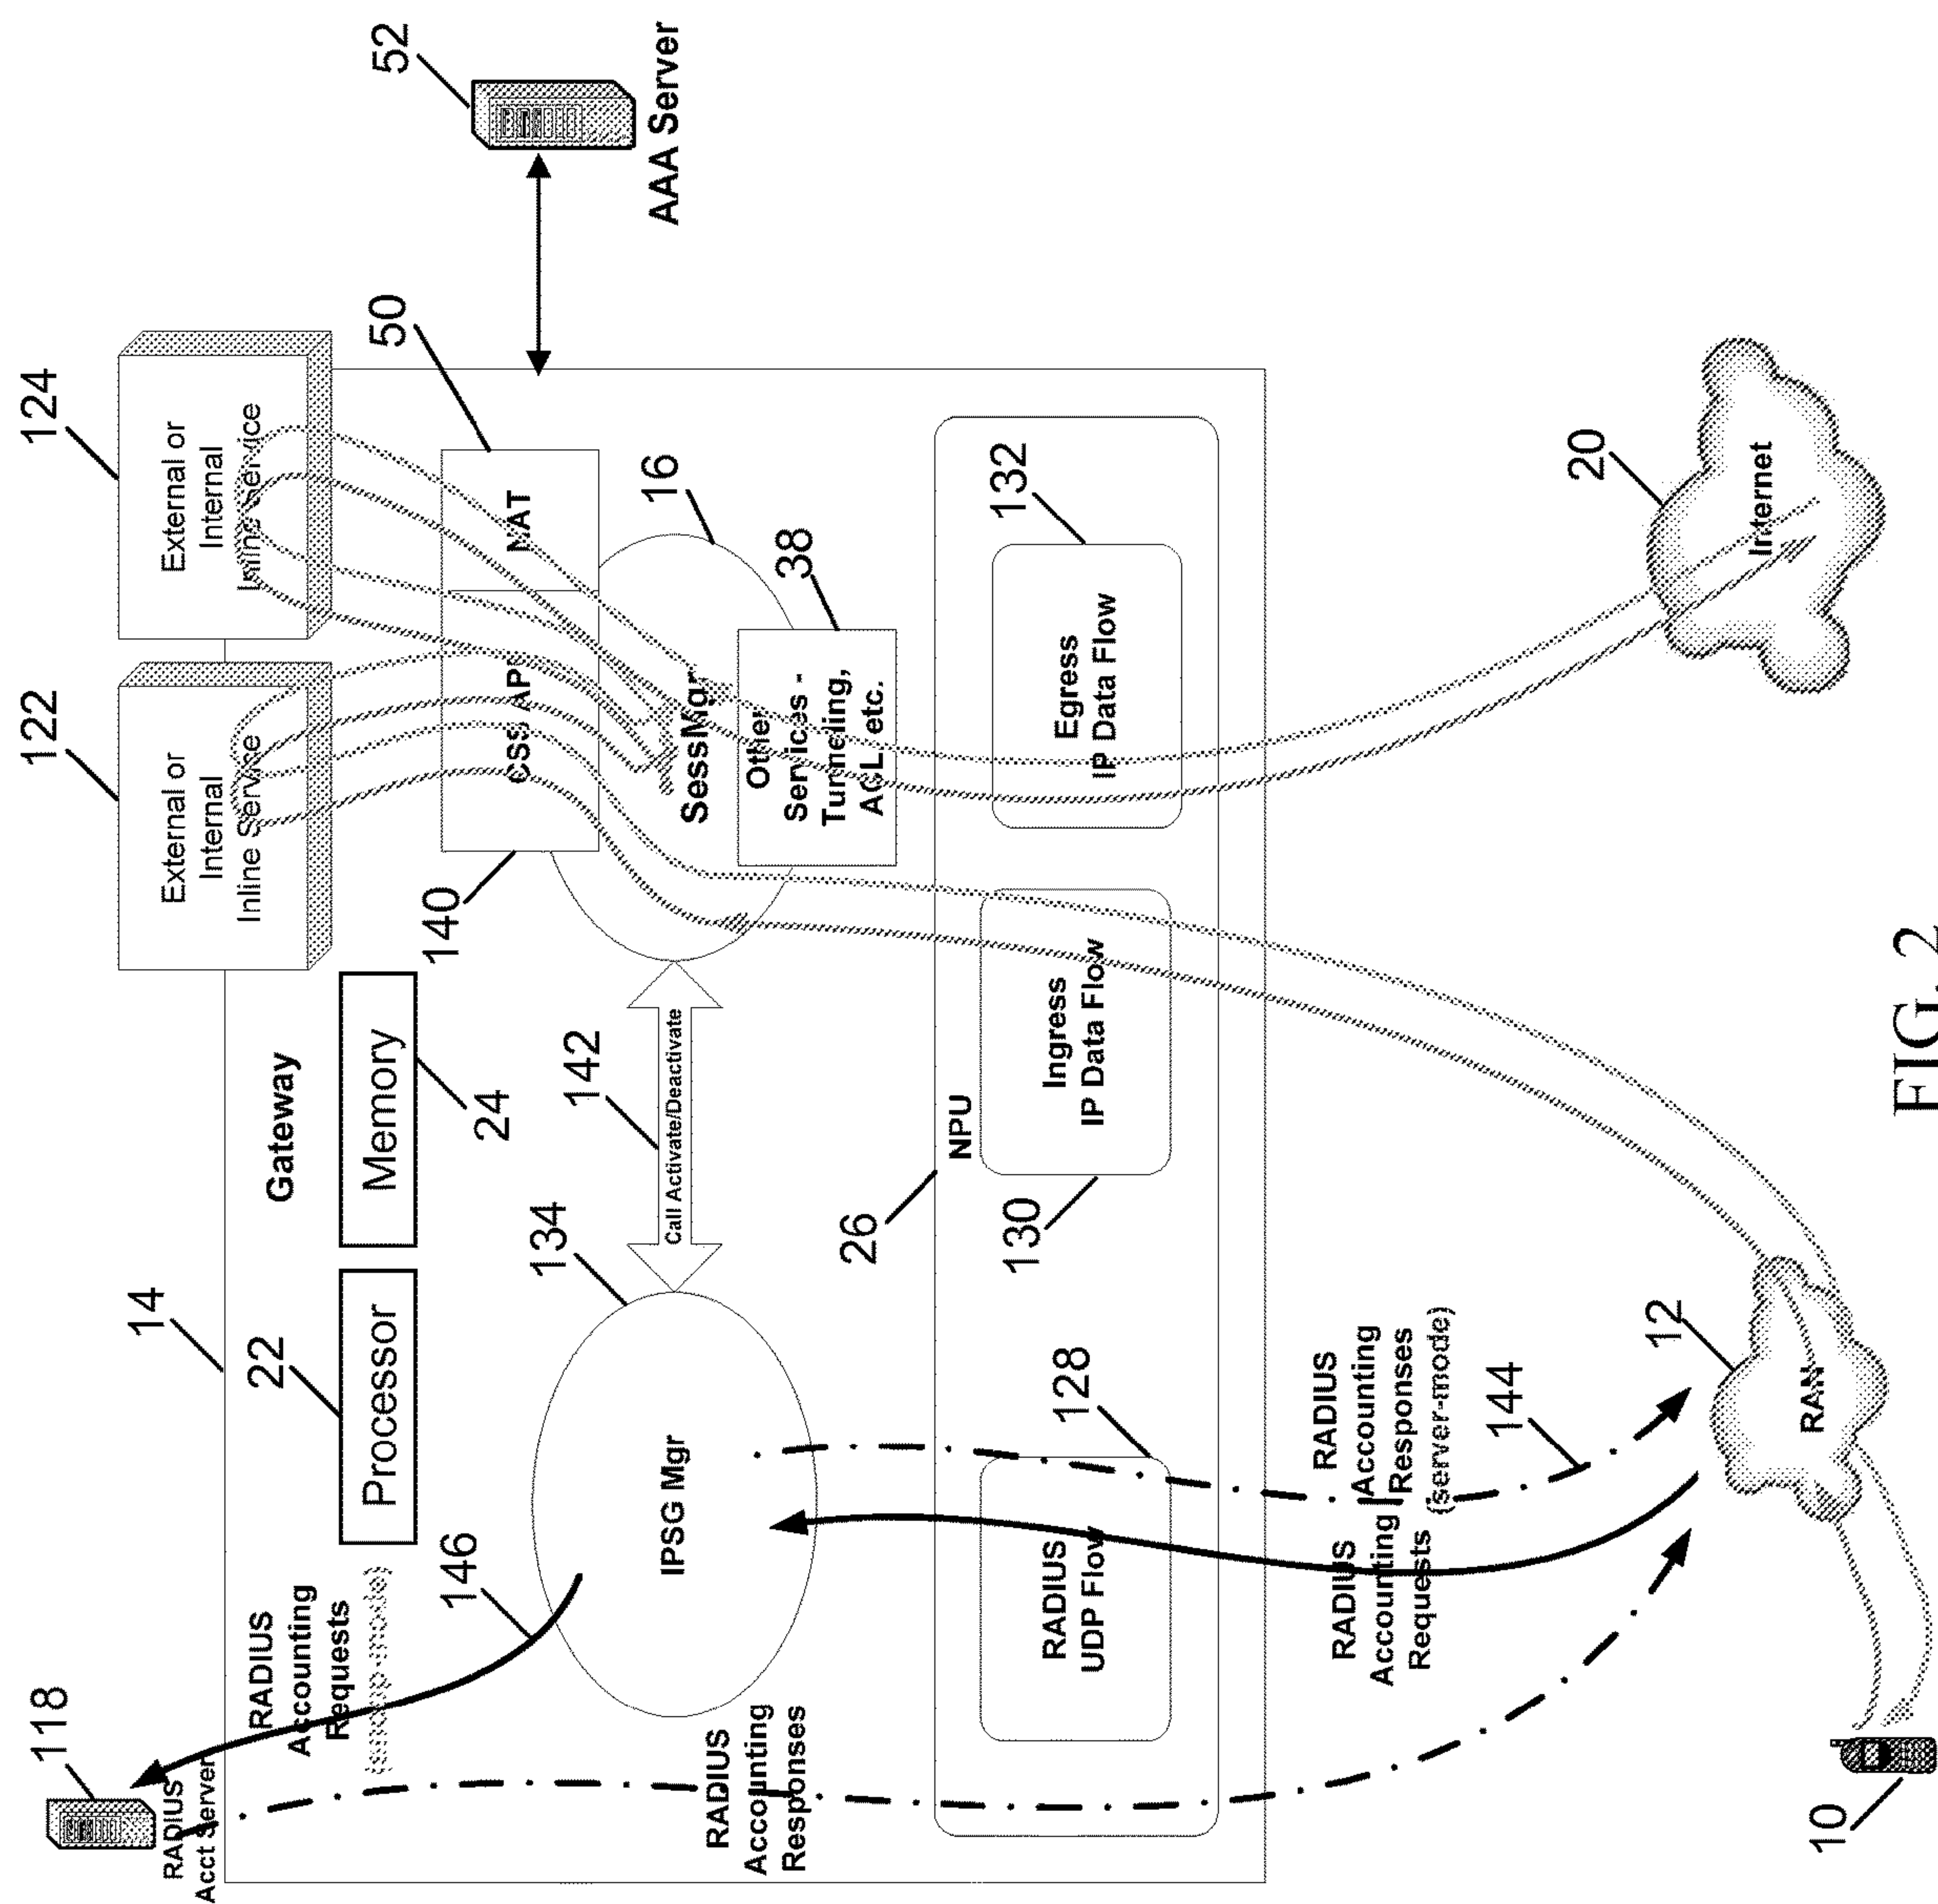 118
RADIUS
Acct Server
14
122
124
52
External or
Internal
Inline Service
External or
Internal
Inline Service
AAA Server
Gateway
22
Processor
Memory
24
50
RADIUS
Accounting
Requests
(snoop-mode)
146
140
CSS API
NAT
134
IPSG Mgr
142
Call Activate/Deactivate
16
SessMgr
38
Other
Services -
Tunneling,
ACL, etc.
RADIUS
Accounting
Responses
26
NPU
128
RADIUS
UDP Flow
130
Ingress
IP Data Flow
132
Egress
IP Data Flow
RADIUS
Accounting
Requests
RADIUS
Accounting
Responses
(server-mode)
144
12
RAN
20
Internet
10
FIG. 2